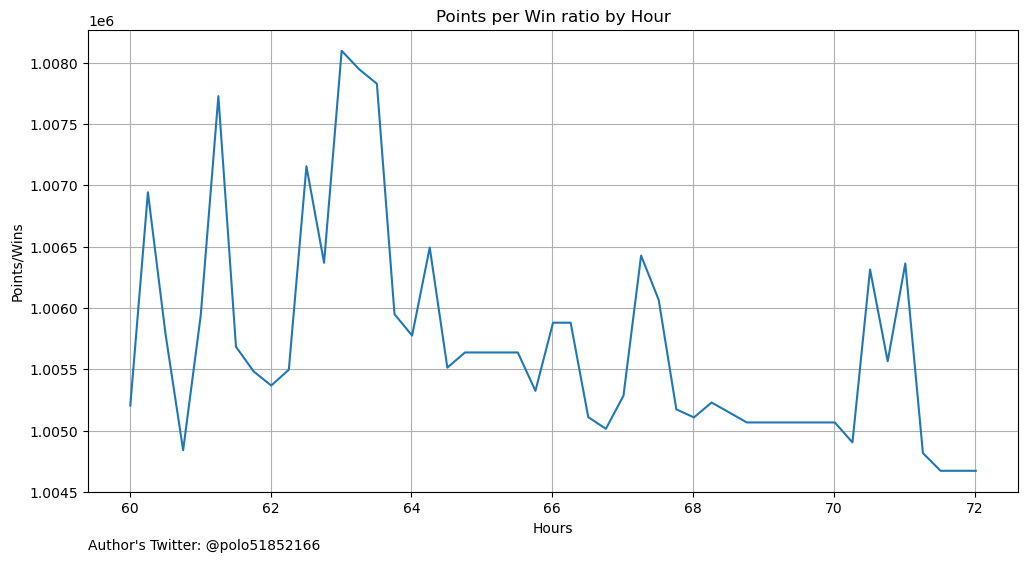 Points per Win ratio by Hour
1e6
1.0080
1.0075
1.0070
1.0065
1.0060
1.0055
1.0050
1.0045
Points/Wins
60 62 64 66 68 70 72
Hours
Author's Twitter: @polo51852166